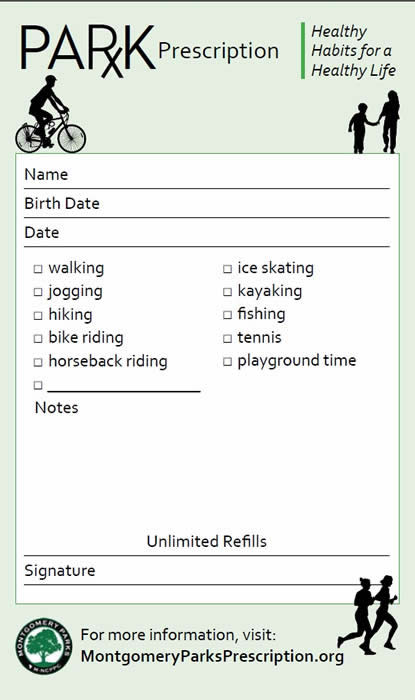 PARxK Prescription
Healthy
Habits for a
Healthy Life
Name
Birth Date
Date
walking
jogging
hiking
bike riding
horseback riding
ice skating
kayaking
fishing
tennis
playground time
Notes
Unlimited Refills
Signature
MONTGOMERY PARKS
M-NCPPC
For more information, visit:
MontgomeryParksPrescription.org